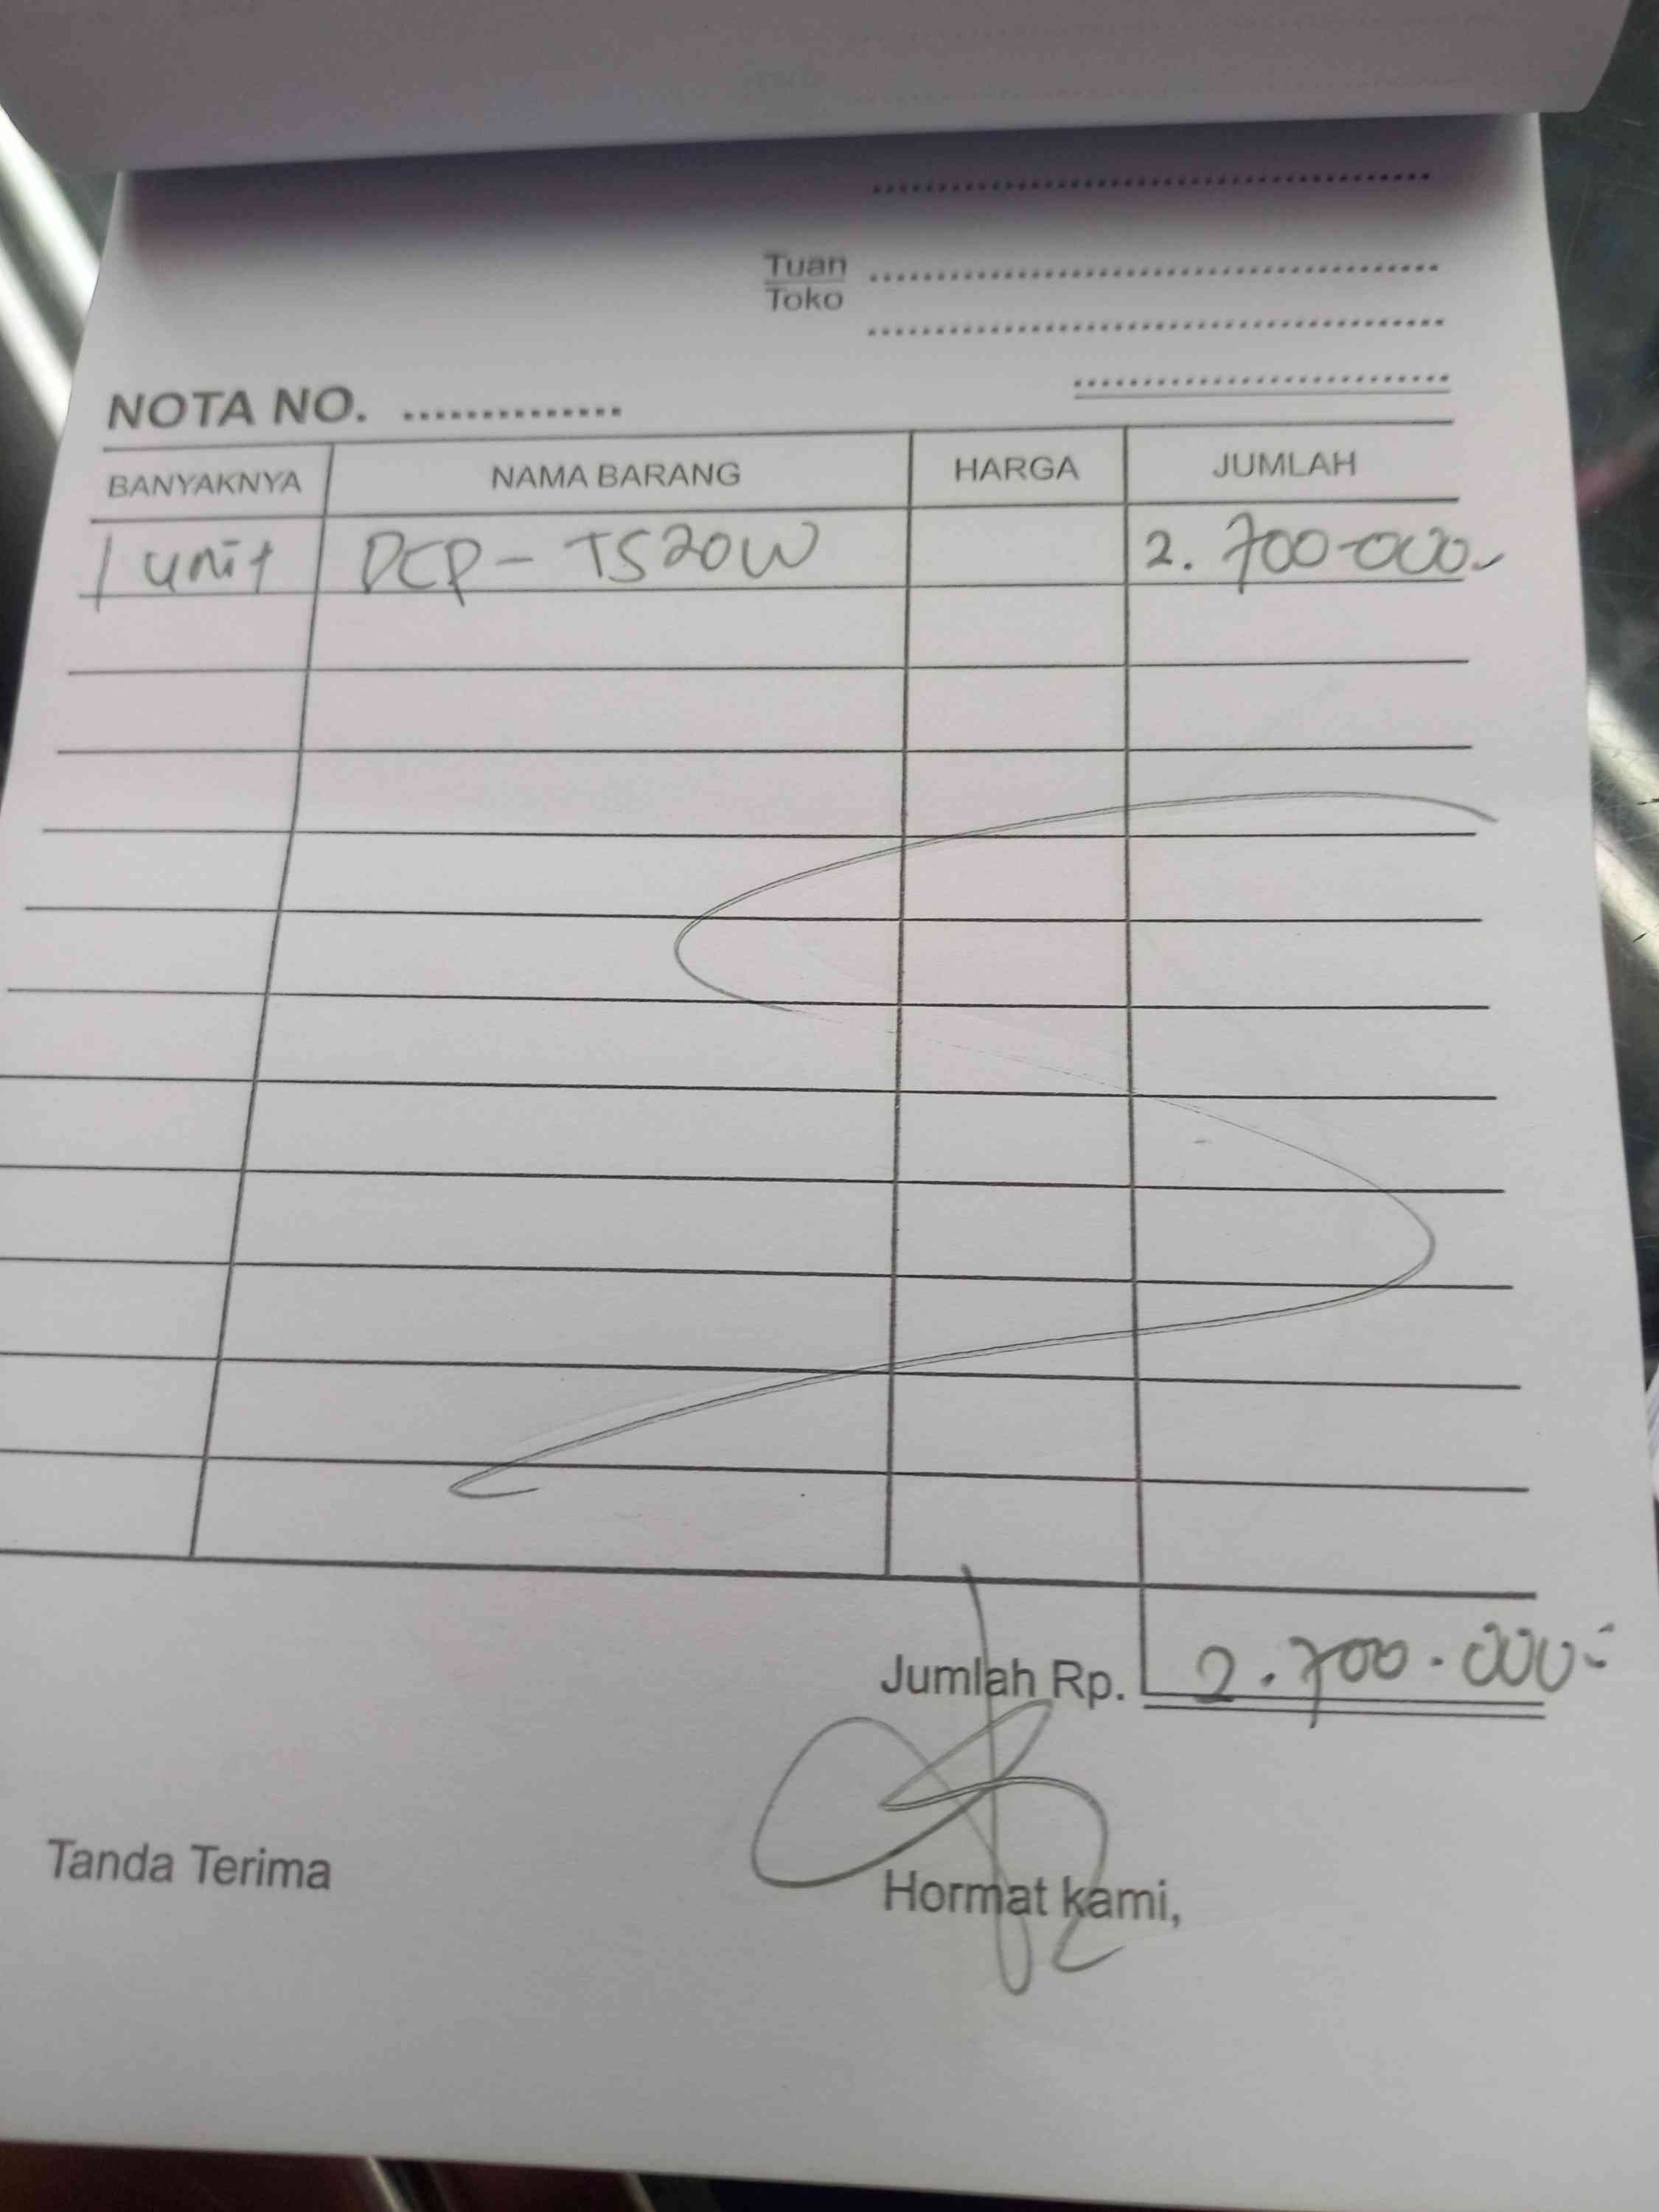 Tuan
Toko
NOTA NO.
BANYAKNYA NAMA BARANG HARGA JUMLAH
1 unit DCP - T520W 2.700.000.-
Jumlah Rp. 2.700.000.-
Tanda Terima Hormat kami,